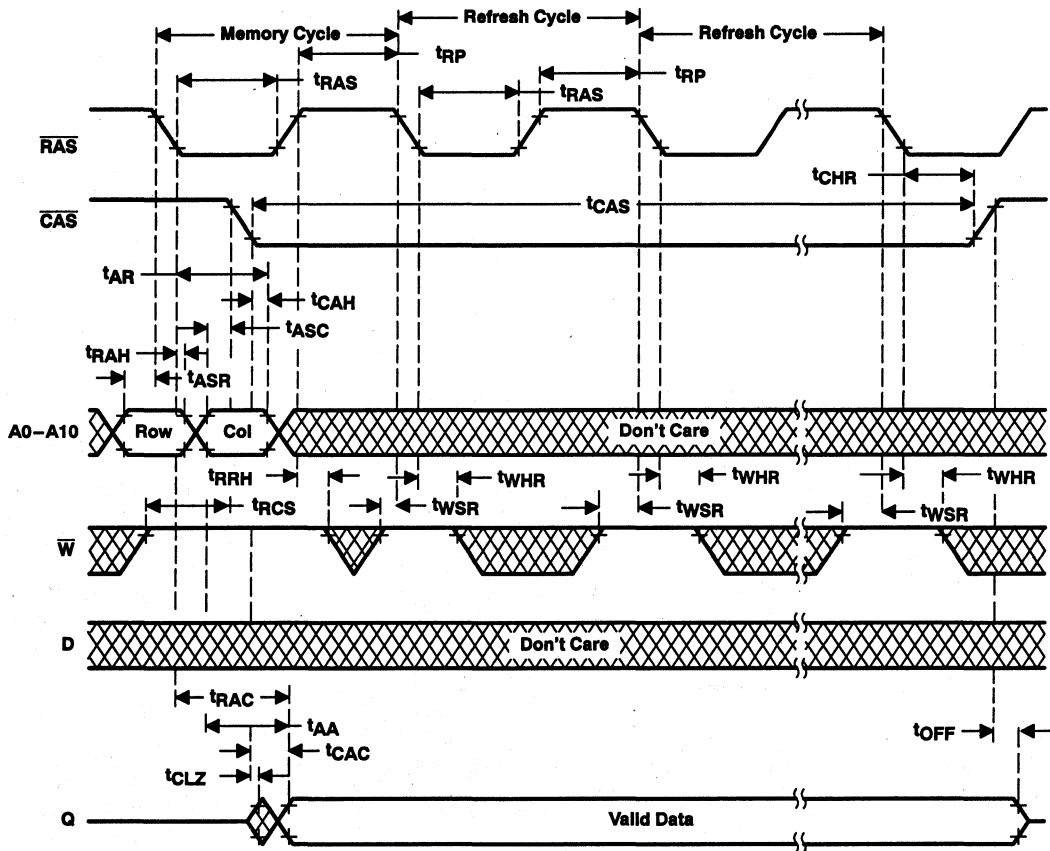 Refresh Cycle
Memory Cycle
Refresh Cycle
tRP
tRP
tRAS
tRAS
RAS
tCHR
tCAS
CAS
tAR
tCAH
tASC
tRAH
tASR
A0–A10
Row
Col
Don't Care
tRRH
tWHR
tWHR
tWHR
tRCS
tWSR
tWSR
tWSR
W
D
Don't Care
tRAC
tAA
tOFF
tCAC
tCLZ
Q
Valid Data